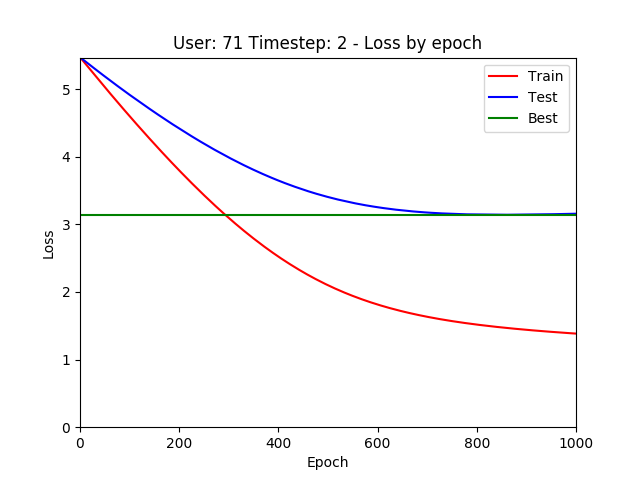 User: 71 Timestep: 2 - Loss by epoch
Train
Test
Best
5
4
3
2
1
0
Loss
0 200 400 600 800 1000
Epoch